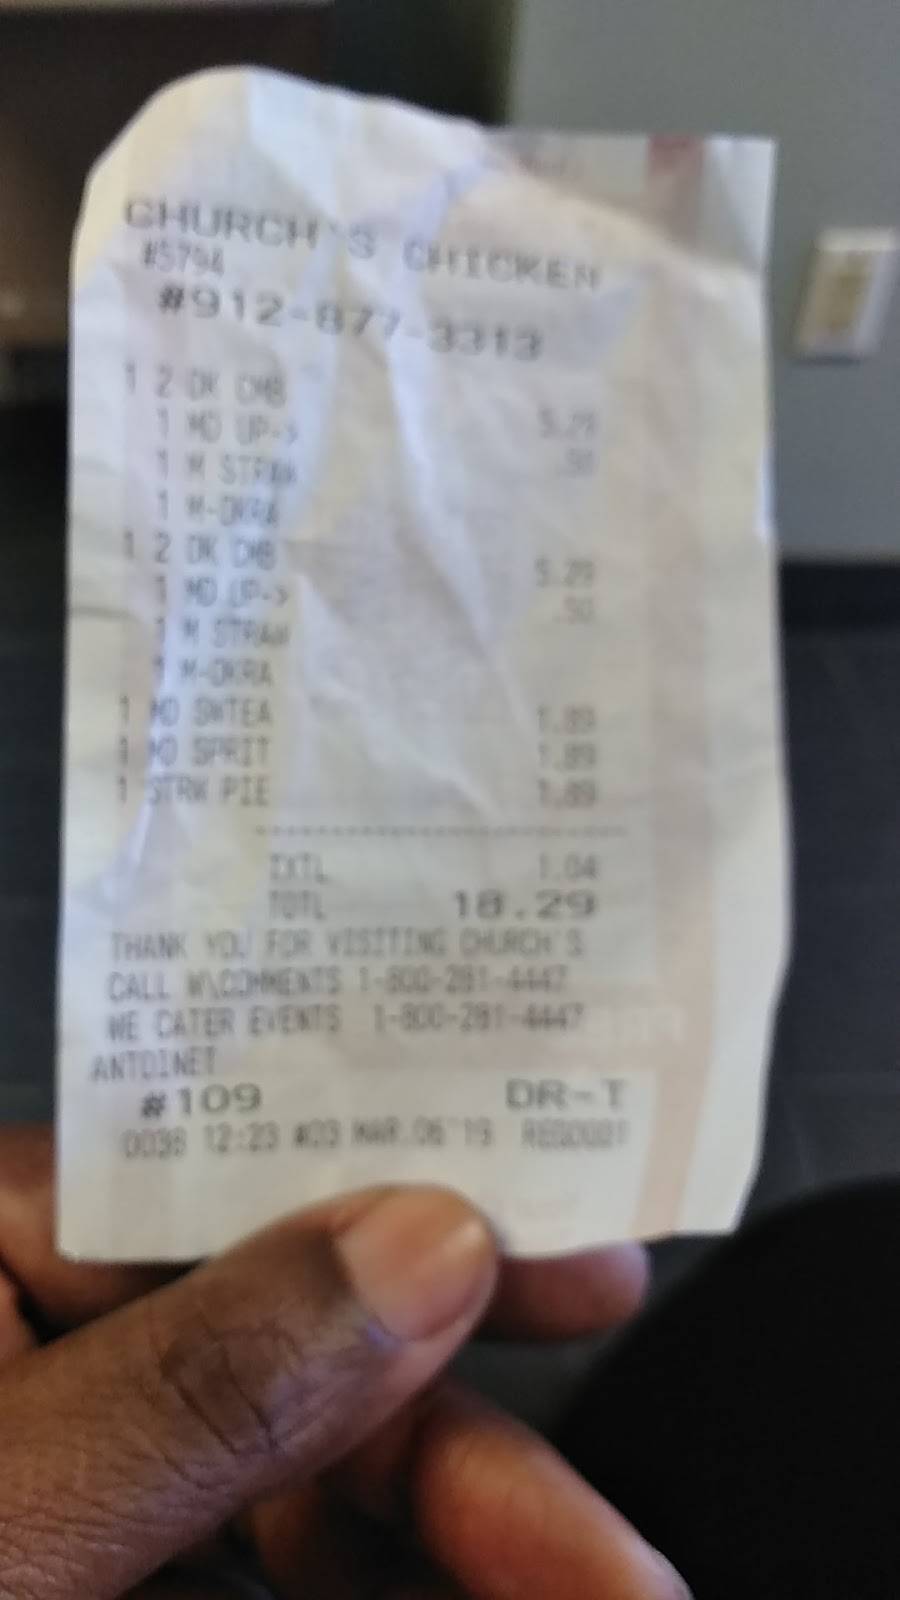 CHURCH'S CHICKEN
#5794
#912-877-3313
1 2 DK CMB 5.29
1 MD UP-> .50
1 M STRAW
1 M-OKRA
1 2 DK CMB 5.29
1 MD UP-> .50
1 M STRAW
1 M-OKRA
1 MD SWTEA 1.89
1 MD SPRIT 1.89
1 STRW PIE 1.89
TXTL 1.04
TOTL 18.29
THANK YOU FOR VISITING CHURCH'S
CALL W\COMMENTS 1-800-281-4447
WE CATER EVENTS 1-800-281-4447
ANTOINET
#109 DR-T
0036 12:23 #03 MAR.06'19 REG0001